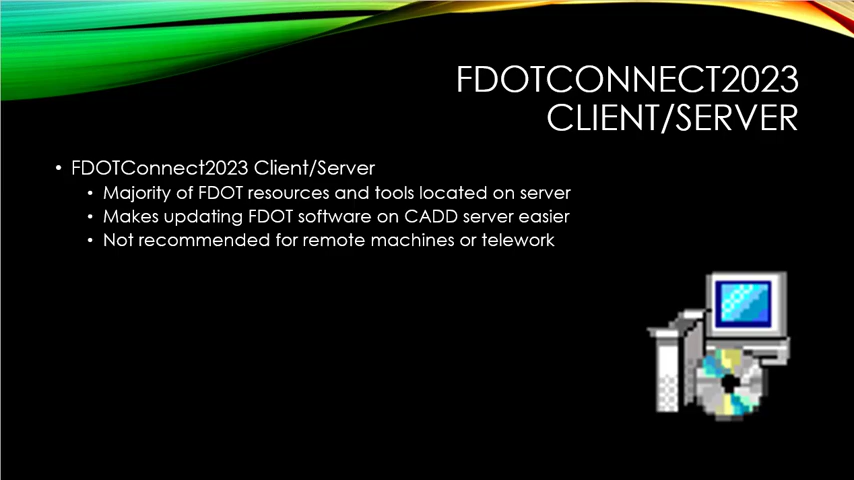 FDOTCONNECT2023
CLIENT/SERVER
• FDOTConnect2023 Client/Server
• Majority of FDOT resources and tools located on server
• Makes updating FDOT software on CADD server easier
• Not recommended for remote machines or telework